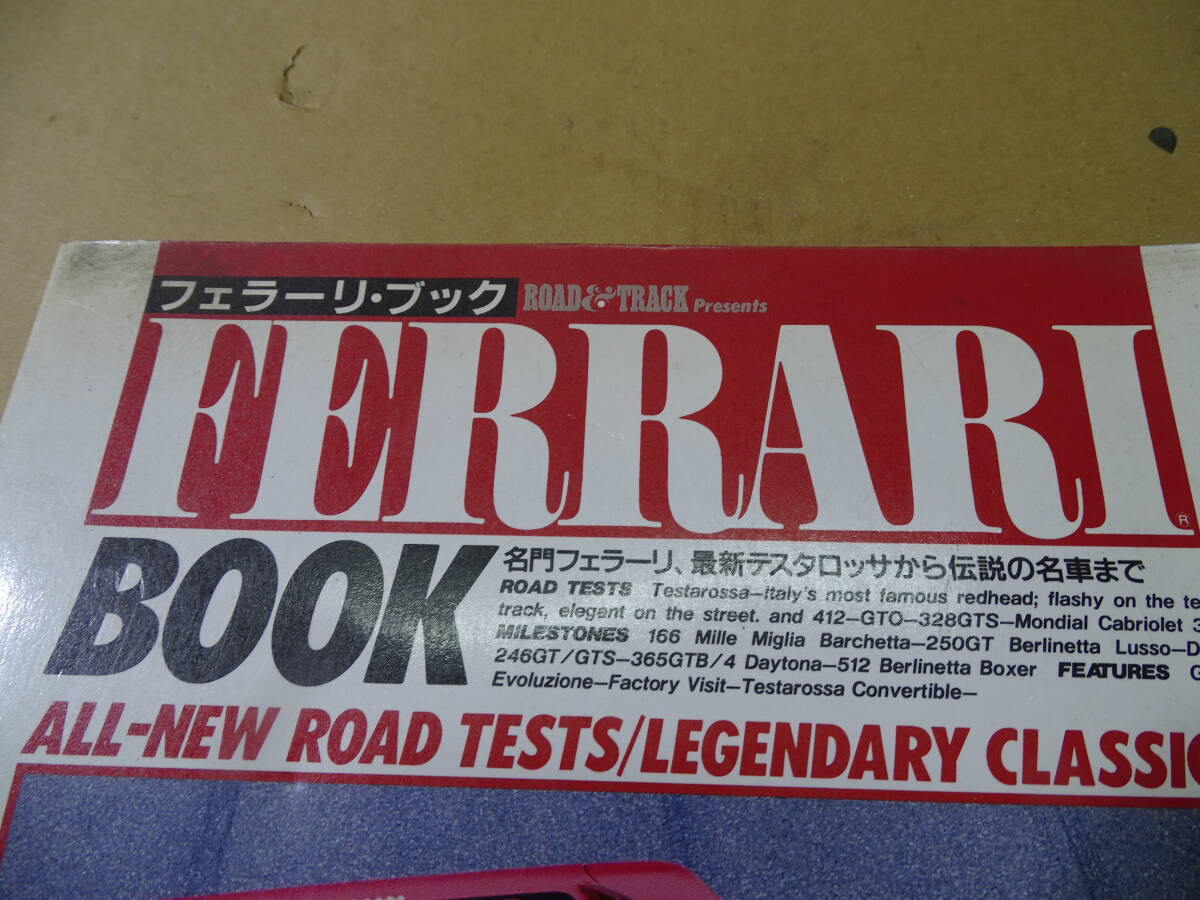 フェラーリ・ブック ROAD & TRACK Presents
FERRARI®
BOOK
名門フェラーリ、最新テスタロッサから伝説の名車まで
ROAD TESTS Testarossa—Italy's most famous redhead; flashy on the
track, elegant on the street. and 412—GTO—328GTS—Mondial Cabriolet
MILESTONES 166 Mille Miglia Barchetta—250GT Berlinetta Lusso—
246GT/GTS—365GTB/4 Daytona—512 Berlinetta Boxer FEATURES
Evoluzione—Factory Visit—Testarossa Convertible—
ALL-NEW ROAD TESTS/LEGENDARY CLASSIC